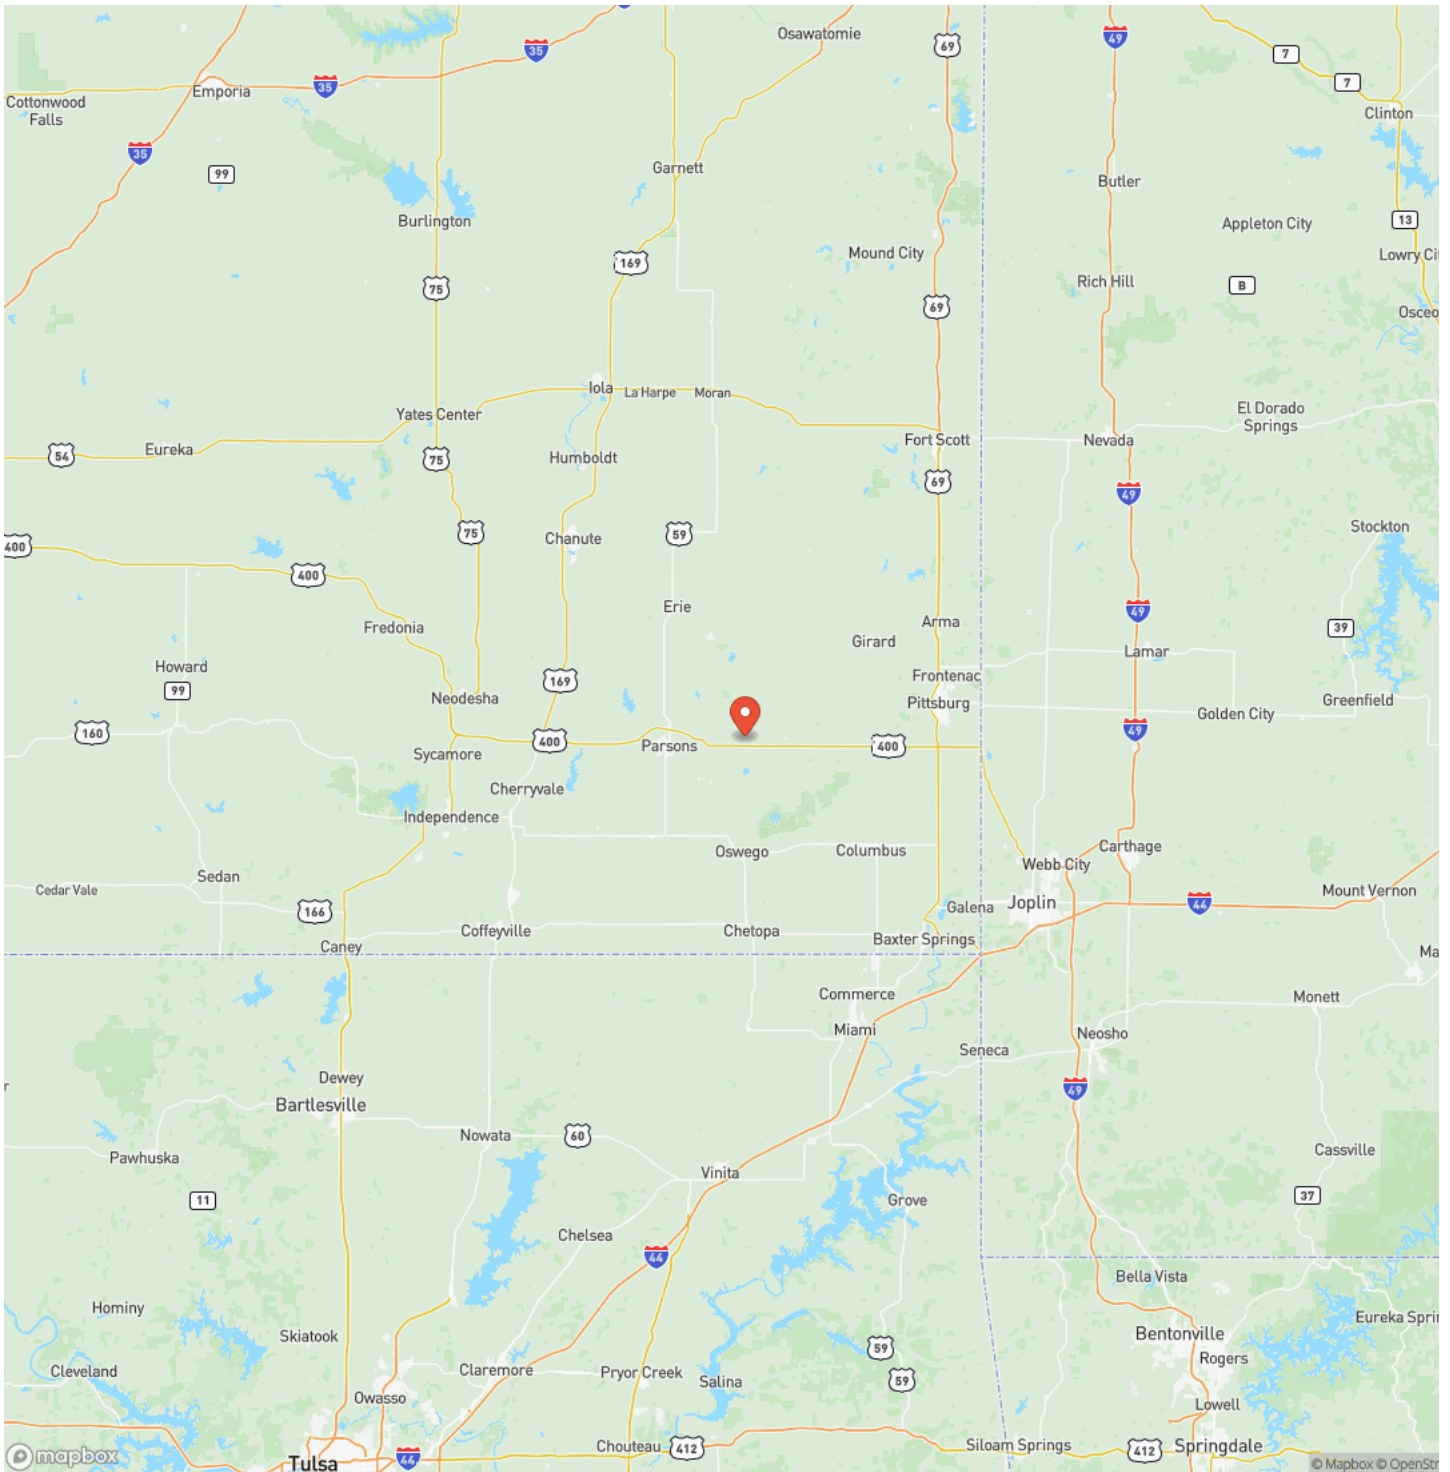 Osawatomie
69
49
7
7
35
35
Emporia
Cottonwood
Falls
Clinton
35
99
Garnett
Butler
Burlington
Appleton City
13
Mound City
169
Lowry Cit
75
Rich Hill
B
69
Osceo
Iola
La Harpe
Moran
Yates Center
El Dorado
Springs
Eureka
54
75
Humboldt
Fort Scott
Nevada
69
49
Stockton
400
75
Chanute
59
400
Erie
49
Arma
39
Fredonia
Girard
Lamar
Howard
99
169
Frontenac
Neodesha
Pittsburg
Greenfield
Golden City
160
400
Parsons
400
49
Sycamore
Cherryvale
Independence
Oswego
Columbus
Carthage
Webb City
Sedan
Cedar Vale
Mount Vernon
166
Galena
Joplin
44
Coffeyville
Chetopa
Baxter Springs
Caney
Ma
Commerce
Monett
Miami
Neosho
Seneca
Dewey
49
r
Bartlesville
Nowata
60
Pawhuska
Cassville
Vinita
11
Grove
37
Chelsea
44
Bella Vista
Hominy
Skiatook
Eureka Sprin
Bentonville
59
Rogers
Cleveland
Claremore
Pryor Creek
Salina
59
Owasso
Lowell
Chouteau
412
Siloam Springs
412
Springdale
mapbox
Tulsa
44
© Mapbox © OpenStr